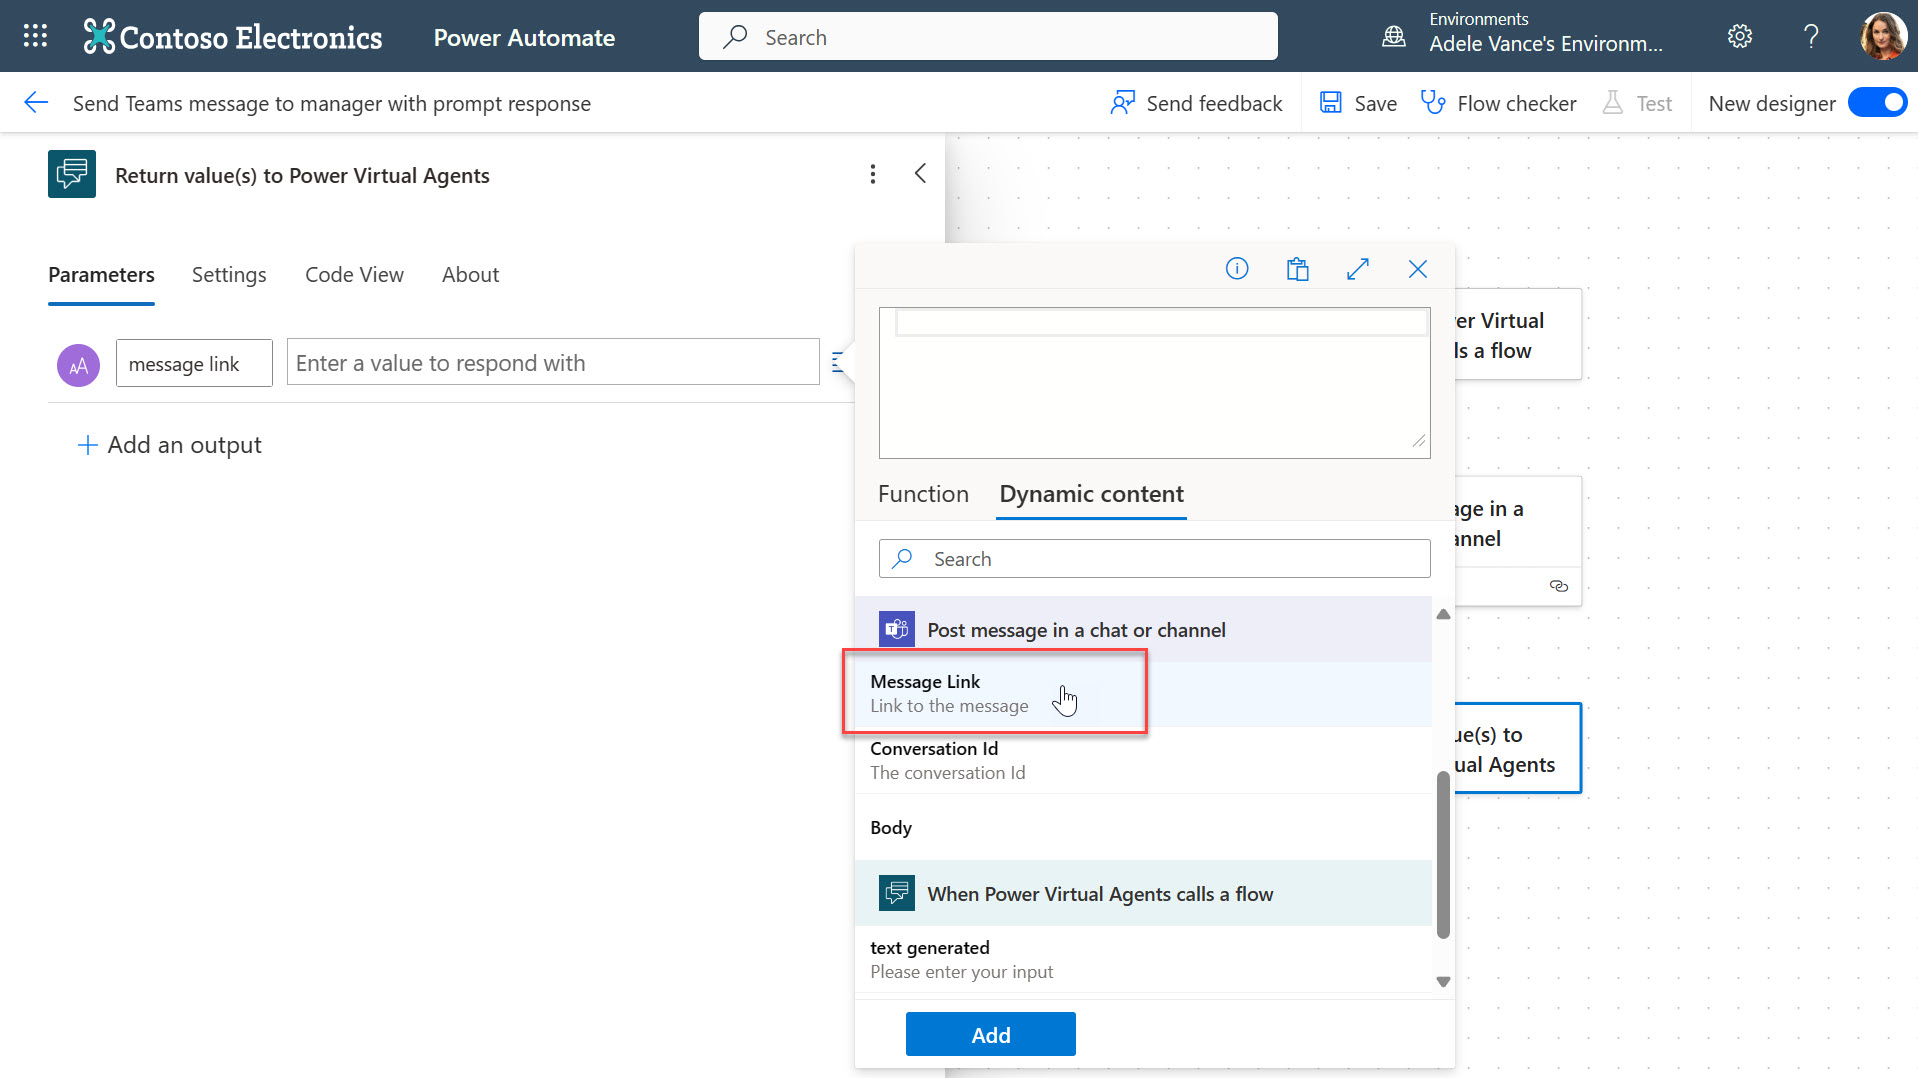 Contoso Electronics
Power Automate
Search
Environments
Adele Vance's Environm...
Send Teams message to manager with prompt response
Send feedback
Save
Flow checker
Test
New designer
Return value(s) to Power Virtual Agents
Parameters
Settings
Code View
About
AA
message link
Enter a value to respond with
Add an output
Function
Dynamic content
Search
Post message in a chat or channel
Message Link
Link to the message
Conversation Id
The conversation Id
Body
When Power Virtual Agents calls a flow
text generated
Please enter your input
Add
er Virtual
ls a flow
age in a
annel
ue(s) to
ual Agents